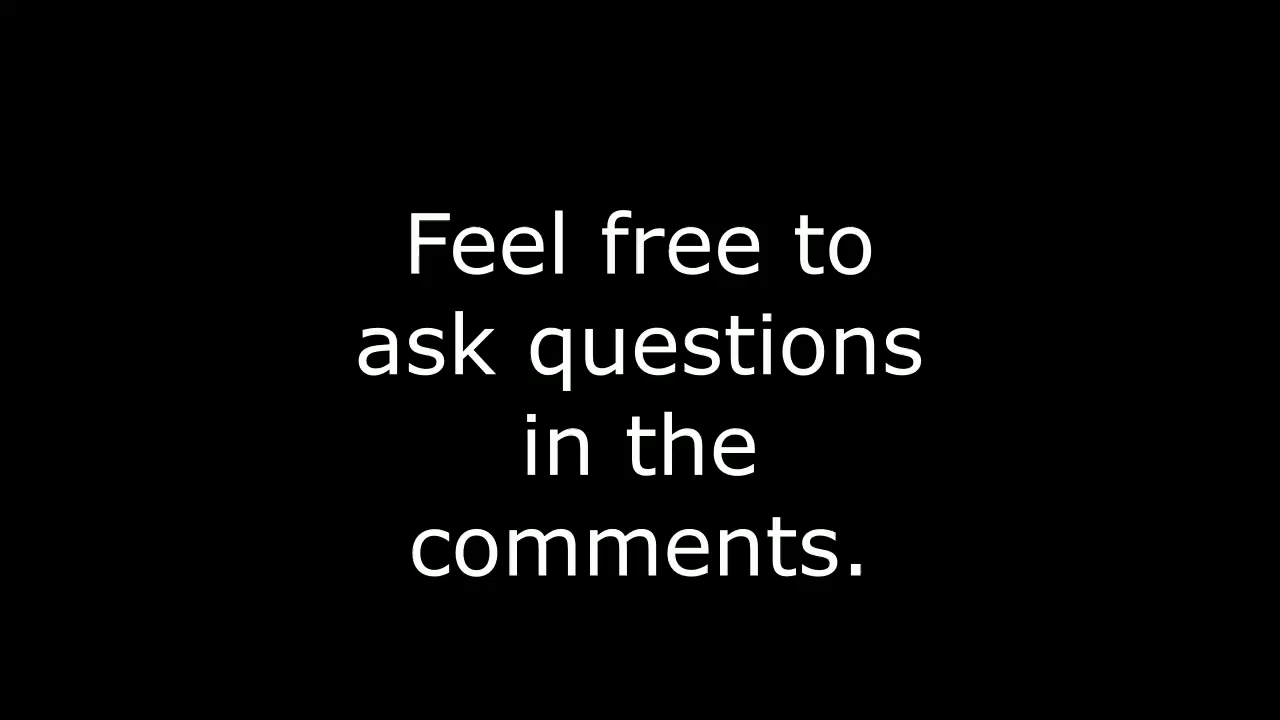 Feel free to
ask questions
in the
comments.